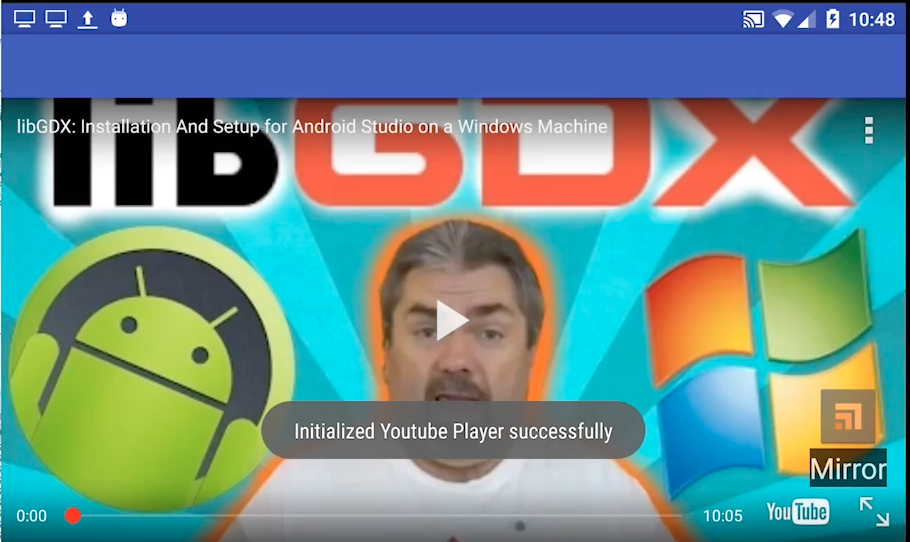 10:48
libGDX: Installation And Setup for Android Studio on a Windows Machine
libGDX
Initialized Youtube Player successfully
Mirror
0:00
10:05
YouTube